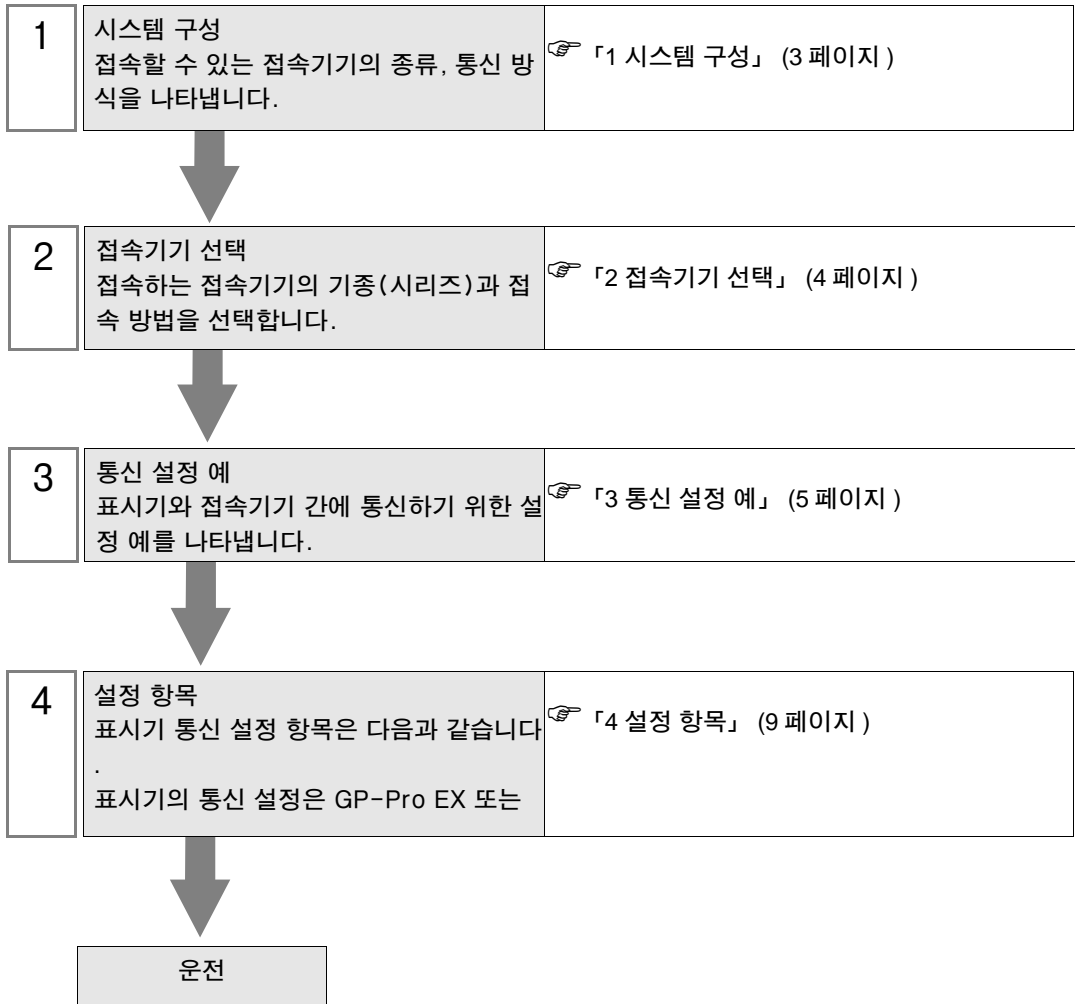 1
시스템 구성
접속할 수 있는 접속기기의 종류, 통신 방
식을 나타냅니다.
☞ 「1 시스템 구성」 (3 페이지 )
2
접속기기 선택
접속하는 접속기기의 기종(시리즈)과 접
속 방법을 선택합니다.
☞ 「2 접속기기 선택」 (4 페이지 )
3
통신 설정 예
표시기와 접속기기 간에 통신하기 위한 설
정 예를 나타냅니다.
☞ 「3 통신 설정 예」 (5 페이지 )
4
설정 항목
표시기 통신 설정 항목은 다음과 같습니다
.
표시기의 통신 설정은 GP-Pro EX 또는
☞ 「4 설정 항목」 (9 페이지 )
운전